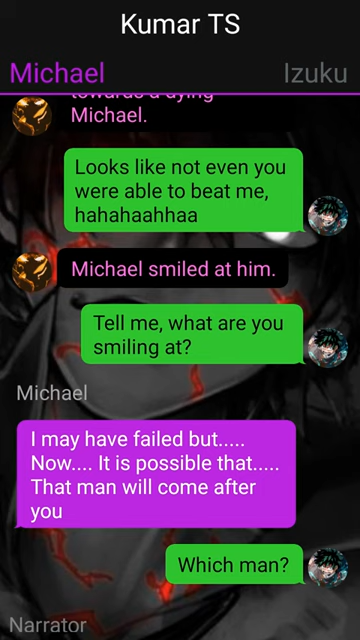 Kumar TS
Michael
Izuku
towards a dying
Michael.
Looks like not even you
were able to beat me,
hahahaahhaa
Michael smiled at him.
Tell me, what are you
smiling at?
Michael
I may have failed but.....
Now.... It is possible that.....
That man will come after
you
Which man?
Narrator